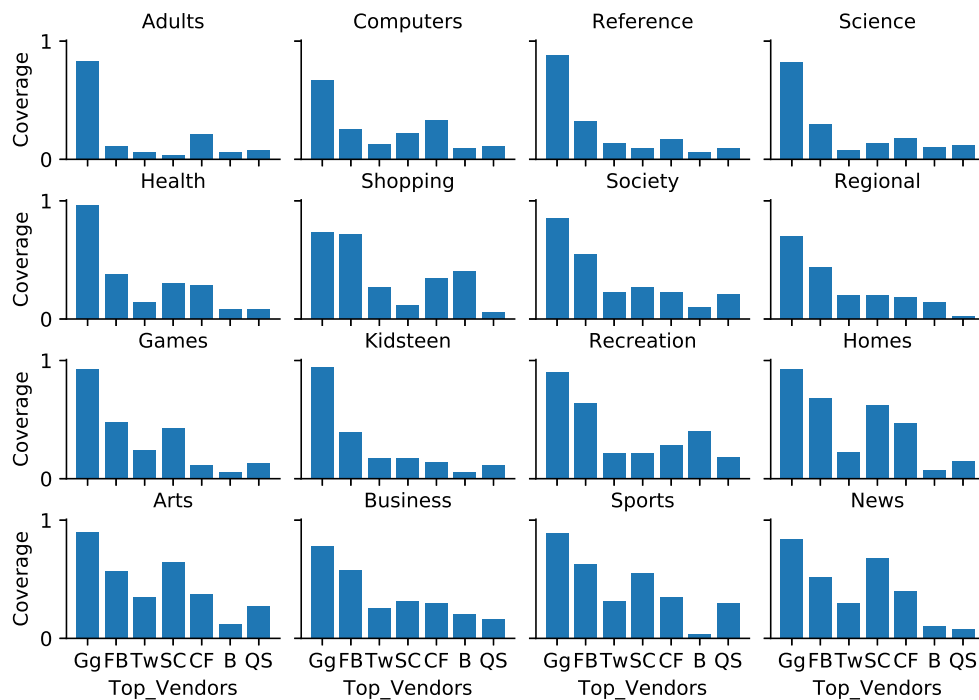 Adults Computers Reference Science
1
Coverage
0
Health Shopping Society Regional
1
Coverage
0
Games Kidsteen Recreation Homes
1
Coverage
0
Arts Business Sports News
1
Coverage
0
Gg FB Tw SC CF B QS Gg FB Tw SC CF B QS Gg FB Tw SC CF B QS Gg FB Tw SC CF B QS
Top_Vendors Top_Vendors Top_Vendors Top_Vendors